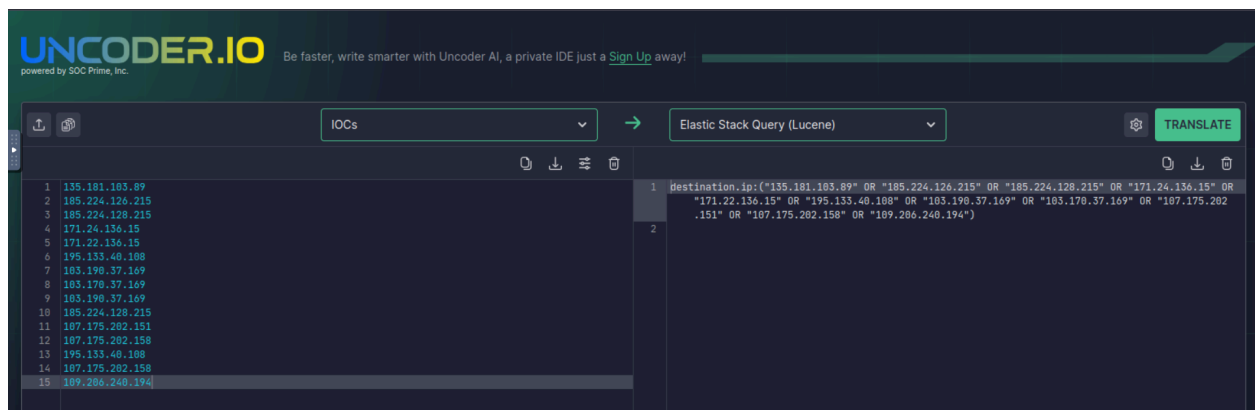 UNCODER.IO
powered by SOC Prime, Inc.
Be faster, write smarter with Uncoder AI, a private IDE just a Sign Up away!
IOCs
Elastic Stack Query (Lucene)
TRANSLATE
1 135.181.103.89
2 185.224.126.215
3 185.224.128.215
4 171.24.136.15
5 171.22.136.15
6 195.133.40.108
7 103.190.37.169
8 103.170.37.169
9 103.190.37.169
10 185.224.128.215
11 107.175.202.151
12 107.175.202.158
13 195.133.40.108
14 107.175.202.158
15 109.206.240.194
1 destination.ip:("135.181.103.89" OR "185.224.126.215" OR "185.224.128.215" OR "171.24.136.15" OR
"171.22.136.15" OR "195.133.40.108" OR "103.190.37.169" OR "103.170.37.169" OR "107.175.202
.151" OR "107.175.202.158" OR "109.206.240.194")
2